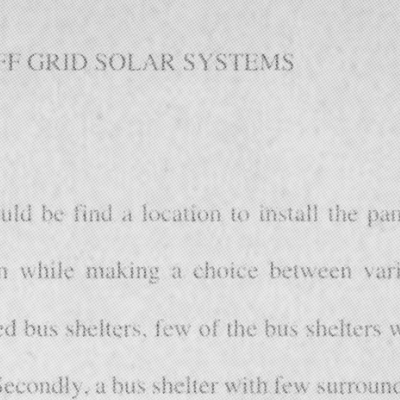 FF GRID SOLAR SYSTEMS
uld be find a location to install the pan
n while making a choice between vari
ed bus shelters, few of the bus shelters w
Secondly, a bus shelter with few surround